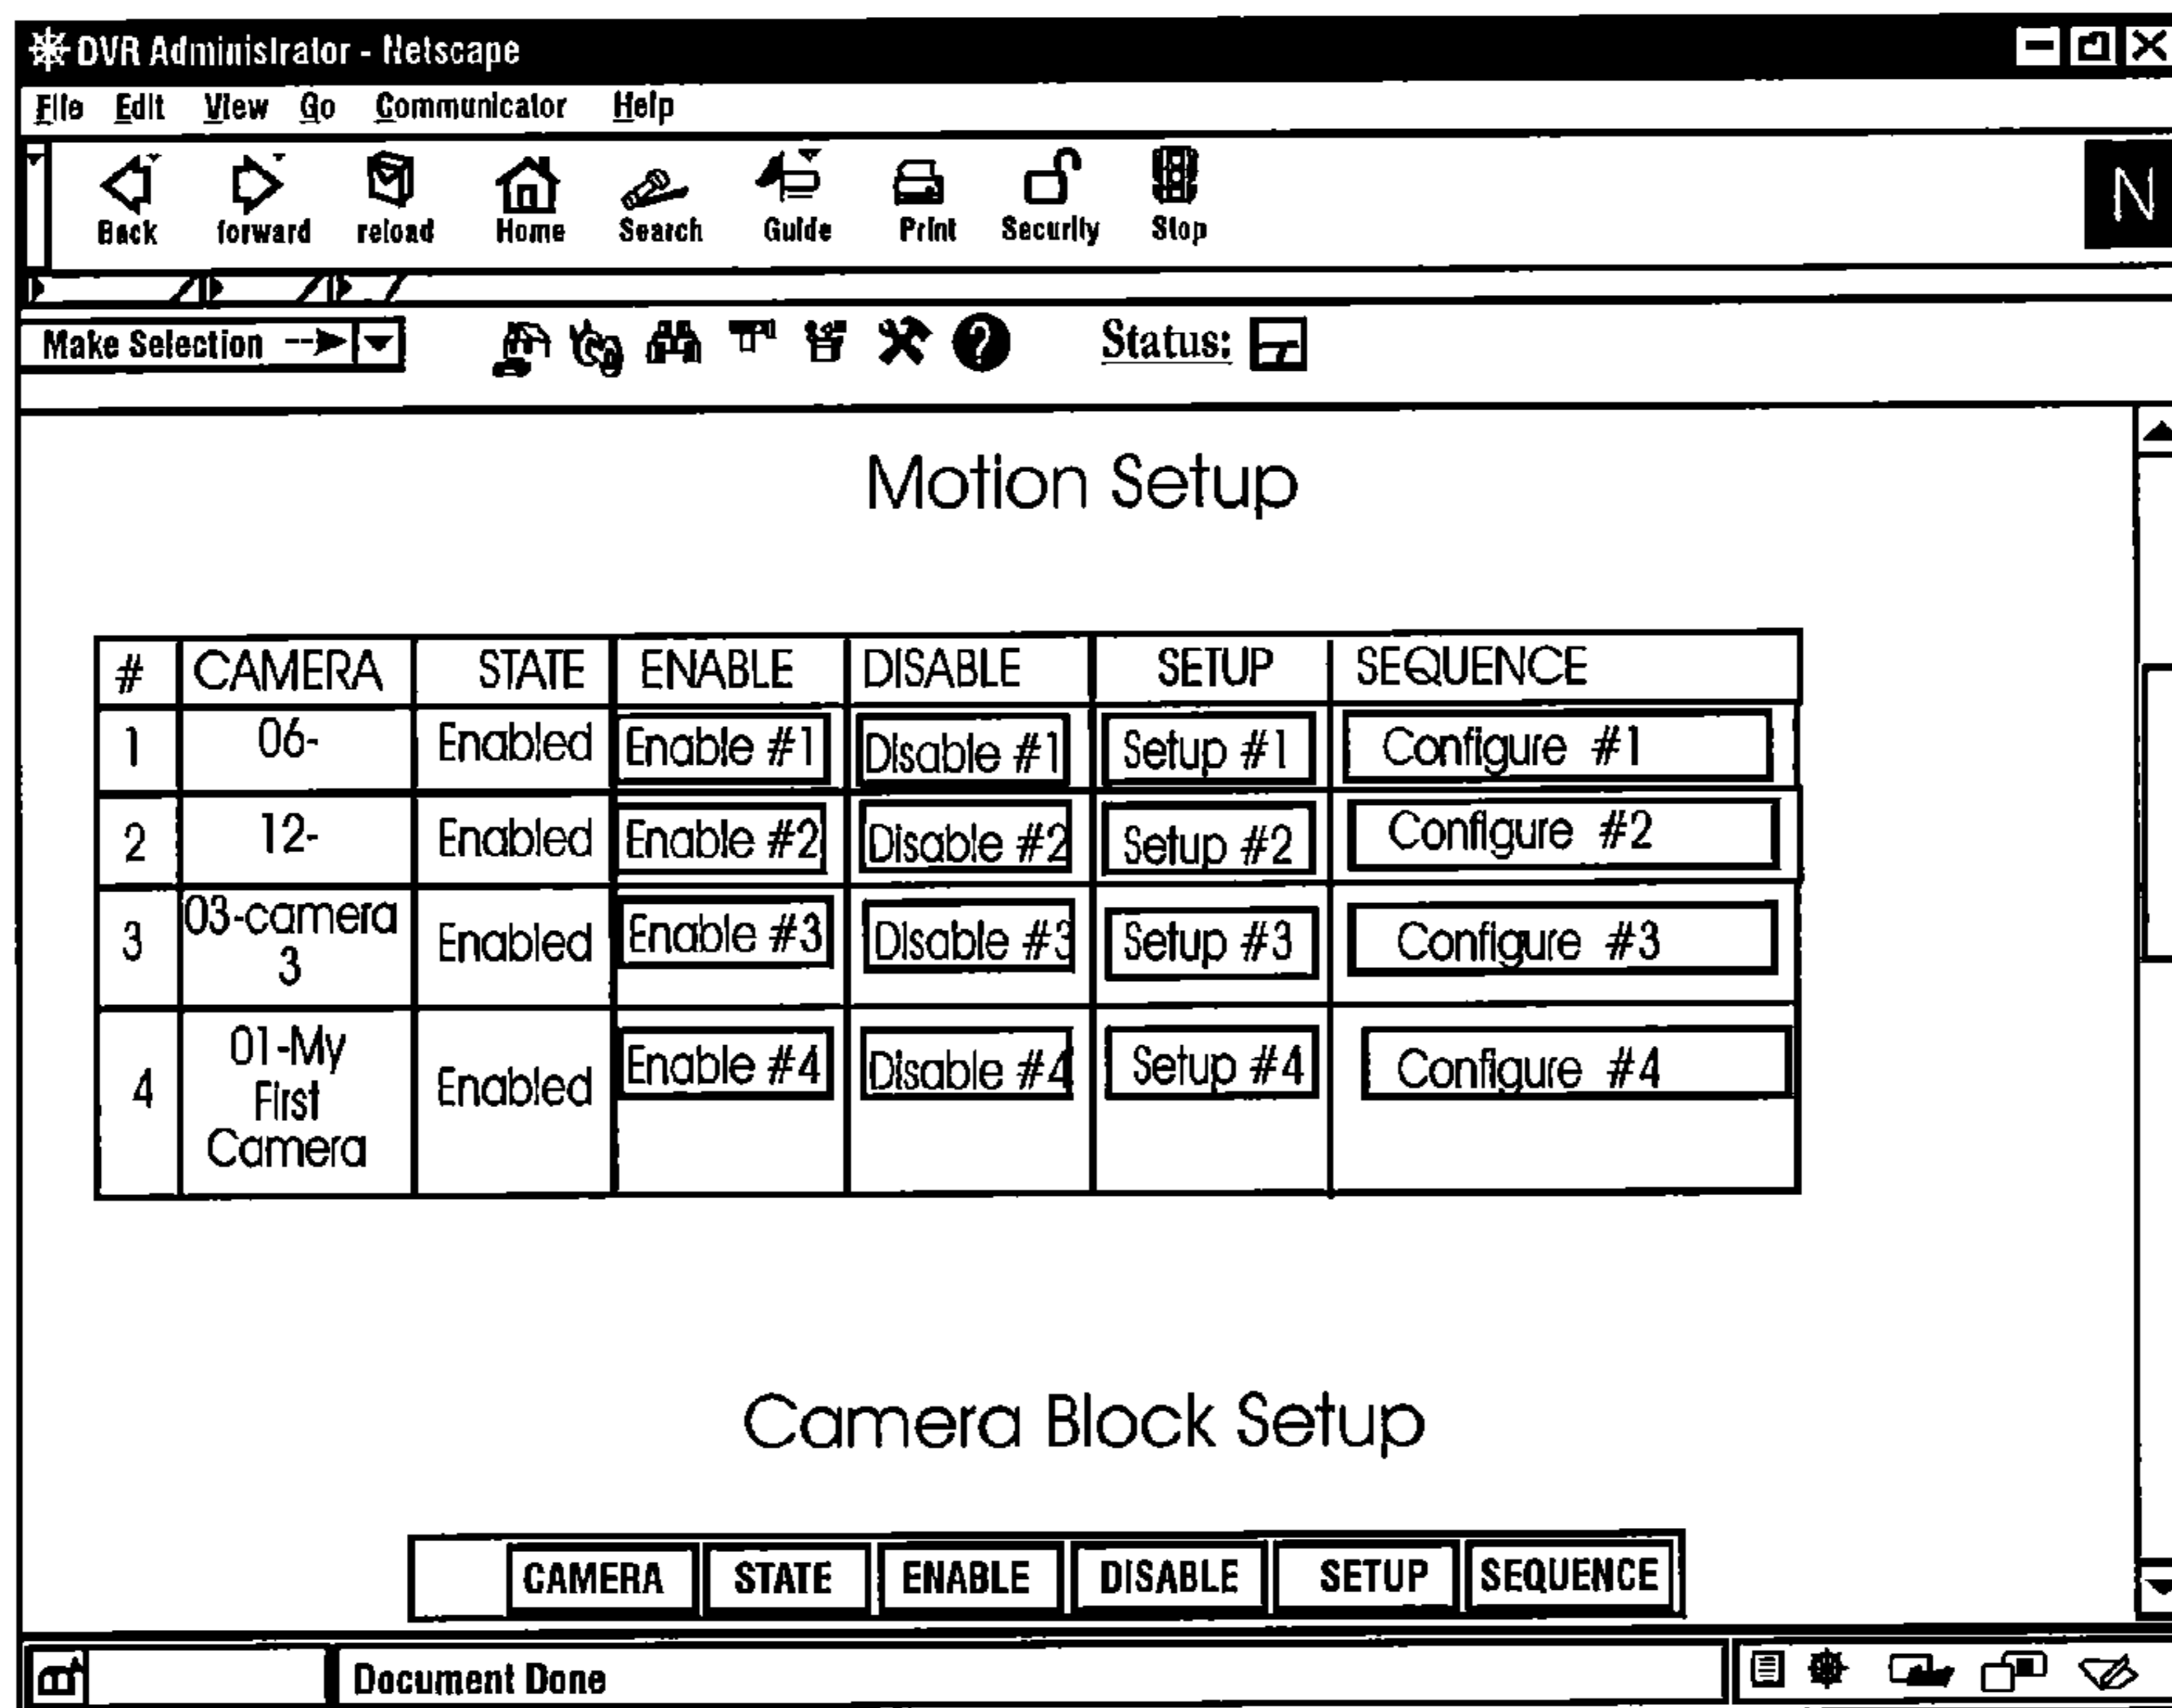 DVR Administrator - Netscape
File Edit View Go Communicator Help
Back forward reload Home Search Guide Print Security Stop
N
Make Selection --> ? Status:
Motion Setup
# CAMERA STATE ENABLE DISABLE SETUP SEQUENCE
1 06- Enabled Enable #1 Disable #1 Setup #1 Configure #1
2 12- Enabled Enable #2 Disable #2 Setup #2 Configure #2
3 03-camera 3 Enabled Enable #3 Disable #3 Setup #3 Configure #3
4 01-My First Camera Enabled Enable #4 Disable #4 Setup #4 Configure #4
Camera Block Setup
CAMERA STATE ENABLE DISABLE SETUP SEQUENCE
Document Done